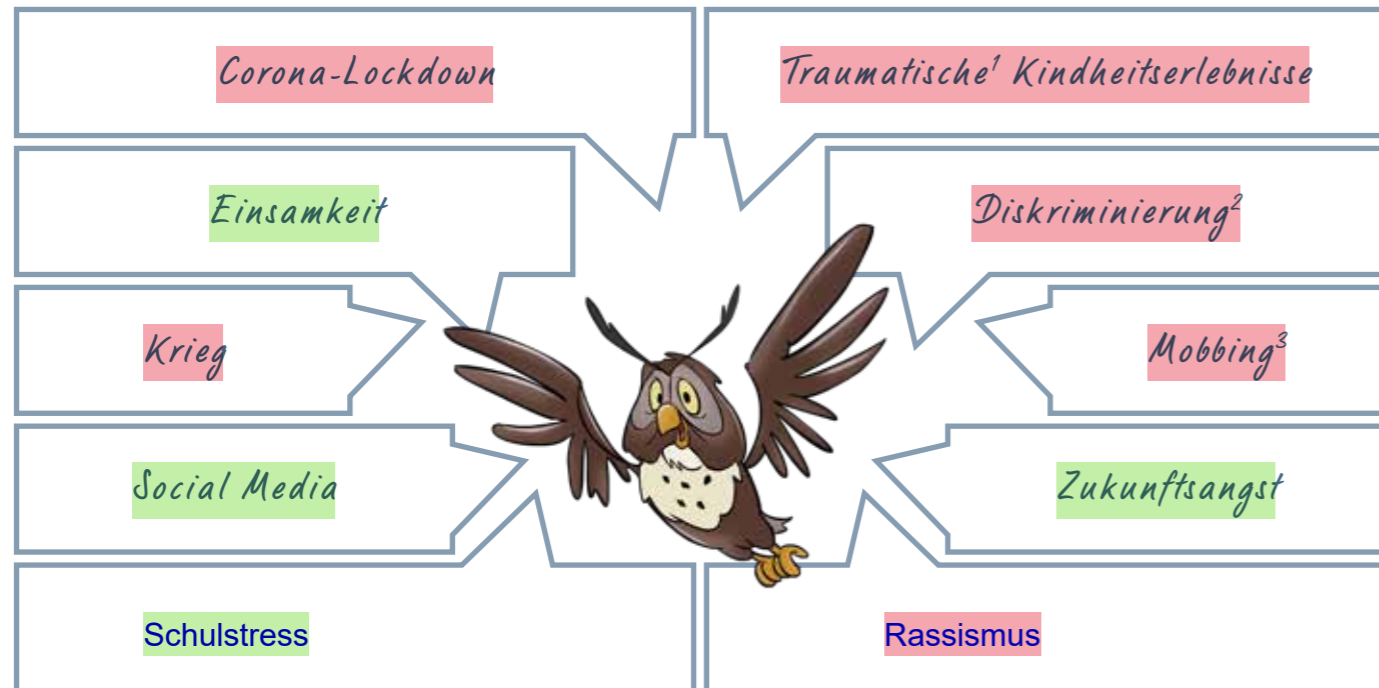 Corona-Lockdown
Traumatische¹ Kindheitserlebnisse
Einsamkeit
Diskriminierung²
Krieg
Mobbing³
Social Media
Zukunftsangst
Schulstress
Rassismus